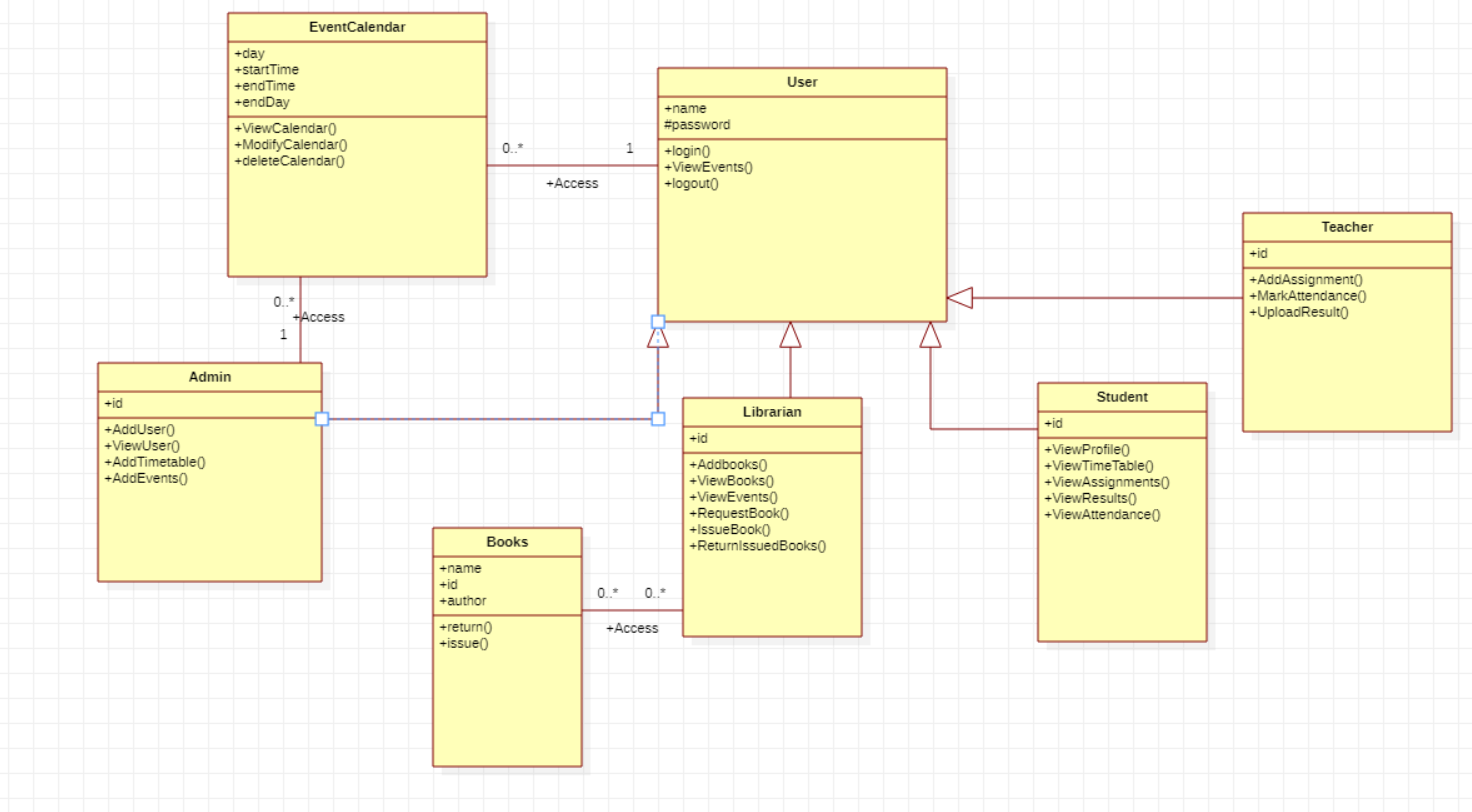 EventCalendar
+day
+startTime
+endTime
+endDay
+ViewCalendar()
+ModifyCalendar()
+deleteCalendar()
0..*
1
+Access
User
+name
#password
+login()
+ViewEvents()
+logout()
Teacher
+id
+AddAssignment()
+MarkAttendance()
+UploadResult()
0..*
+Access
1
Admin
+id
+AddUser()
+ViewUser()
+AddTimetable()
+AddEvents()
Librarian
+id
+Addbooks()
+ViewBooks()
+ViewEvents()
+RequestBook()
+IssueBook()
+ReturnIssuedBooks()
Student
+id
+ViewProfile()
+ViewTimeTable()
+ViewAssignments()
+ViewResults()
+ViewAttendance()
Books
+name
+id
+author
+return()
+issue()
0..*
0..*
+Access